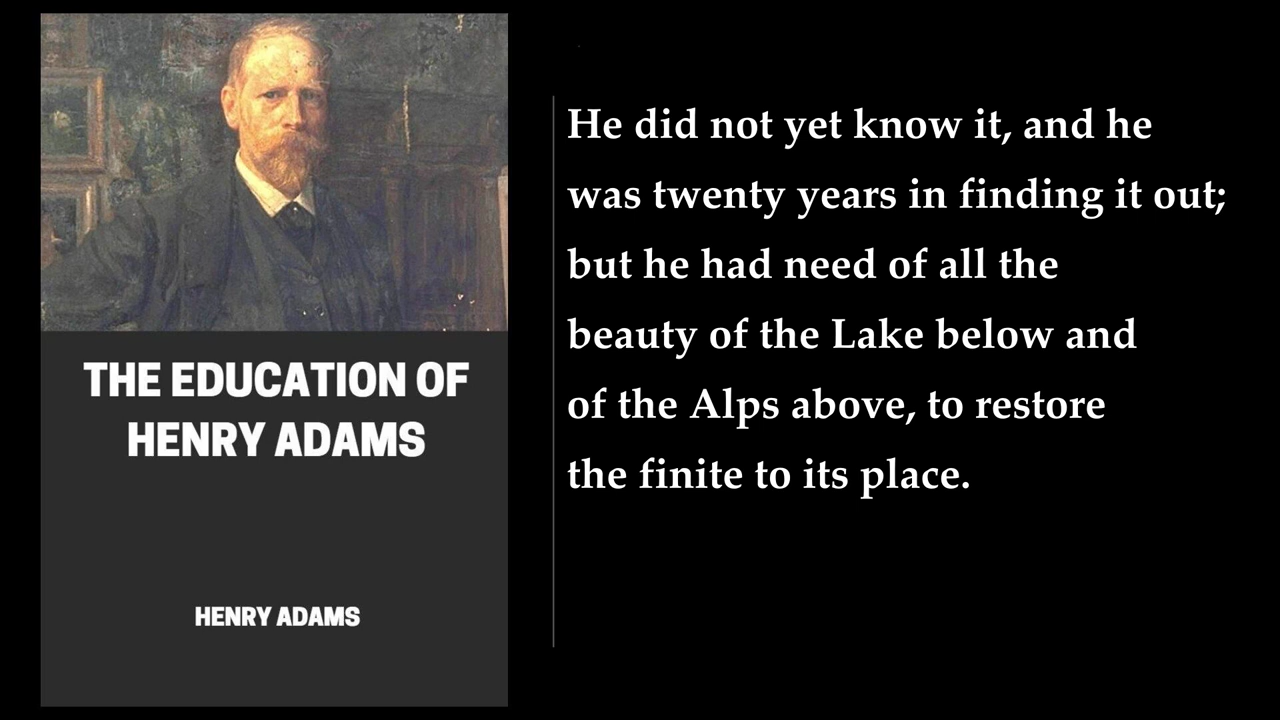 THE EDUCATION OF
HENRY ADAMS
HENRY ADAMS
He did not yet know it, and he
was twenty years in finding it out;
but he had need of all the
beauty of the Lake below and
of the Alps above, to restore
the finite to its place.